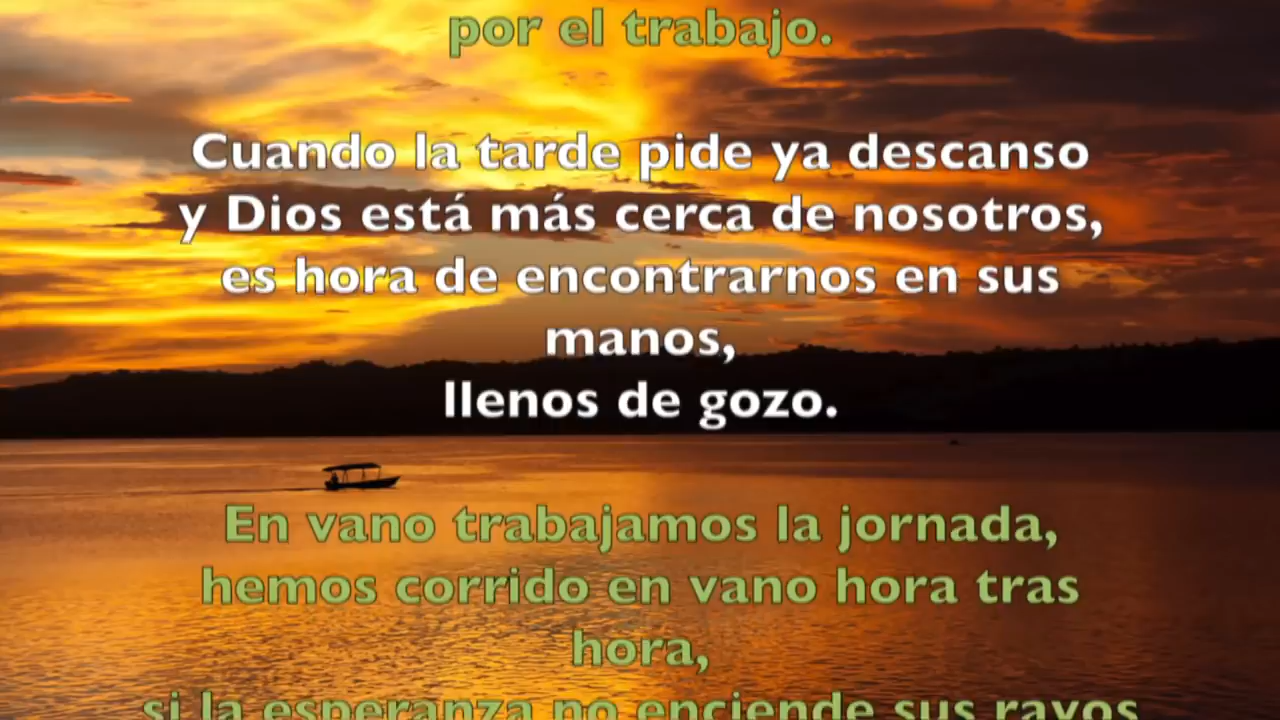 por el trabajo.
Cuando la tarde pide ya descanso
y Dios está más cerca de nosotros,
es hora de encontrarnos en sus
manos,
llenos de gozo.
En vano trabajamos la jornada,
hemos corrido en vano hora tras
hora,
si la esperanza no enciende sus rayos